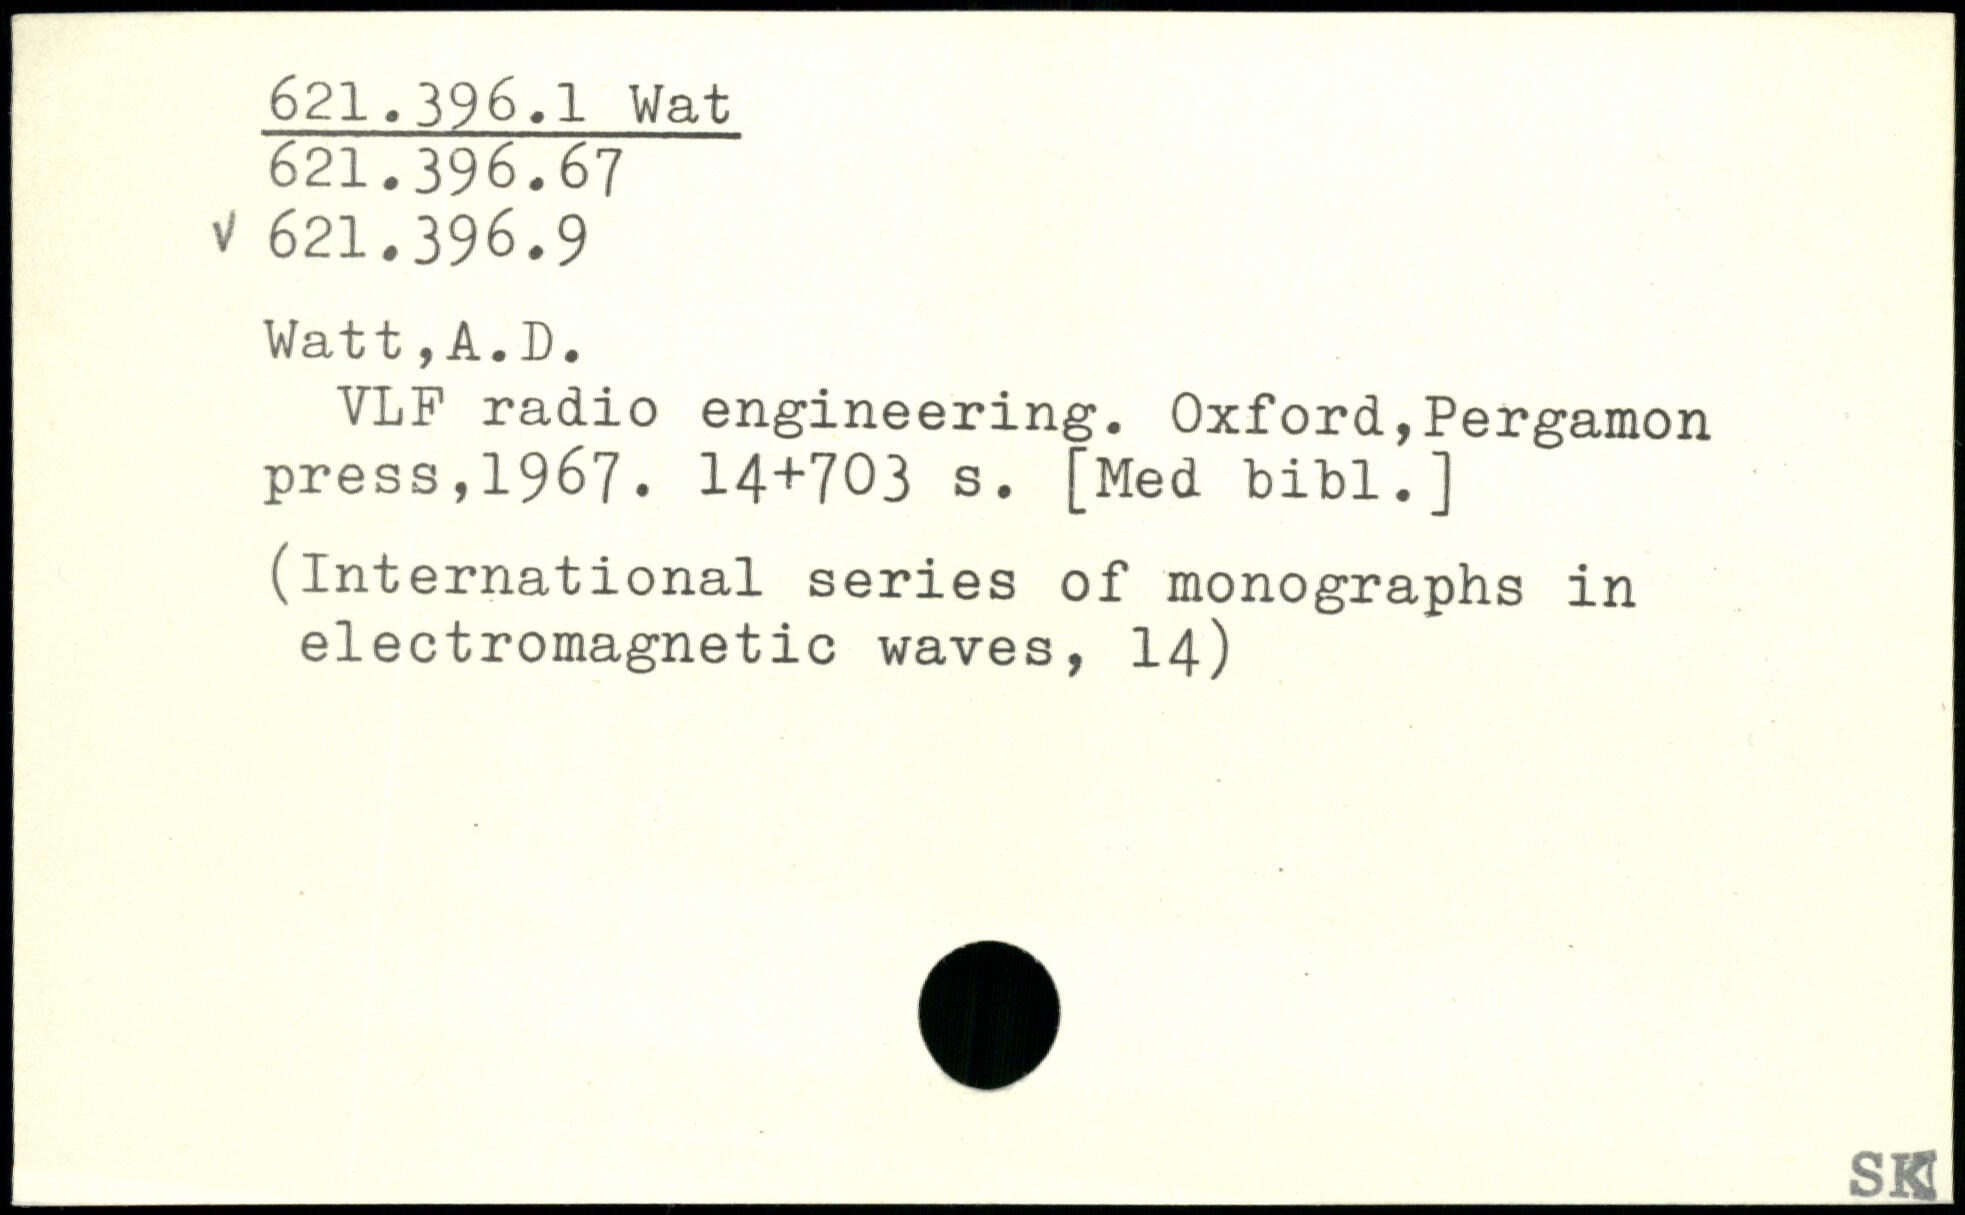 621.396.1 Wat
621.396.67
√ 621.396.9
Watt,A.D.
VLF radio engineering. Oxford,Pergamon
press,1967. 14+703 s. [Med bibl.]
(International series of monographs in
electromagnetic waves, 14)
SK